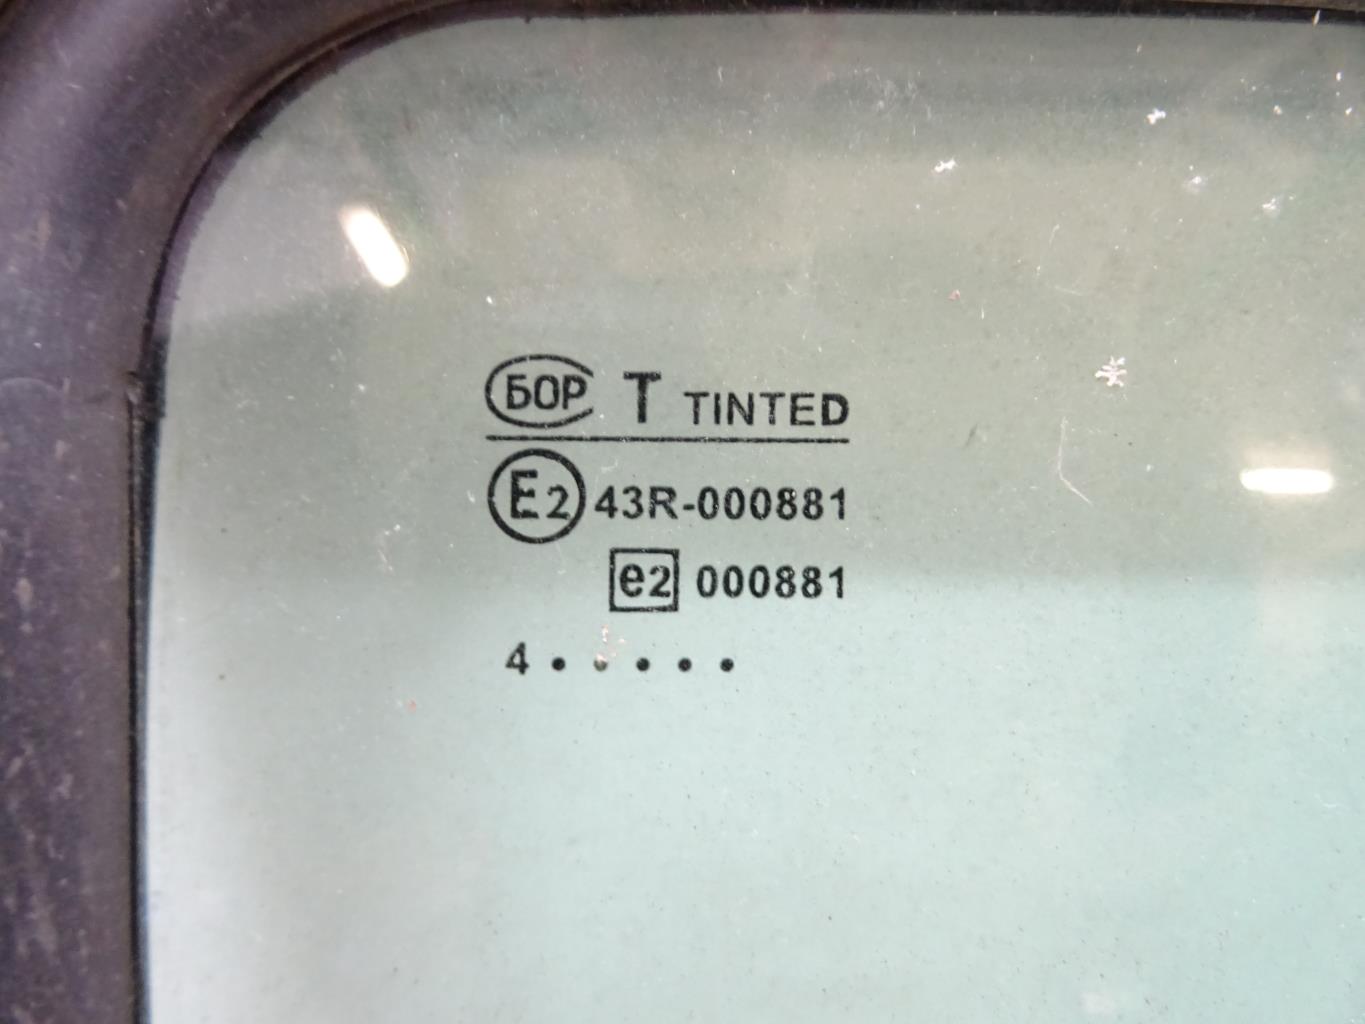 БОР T TINTED
E2 43R-000881
e2 000881
4 • • • • •